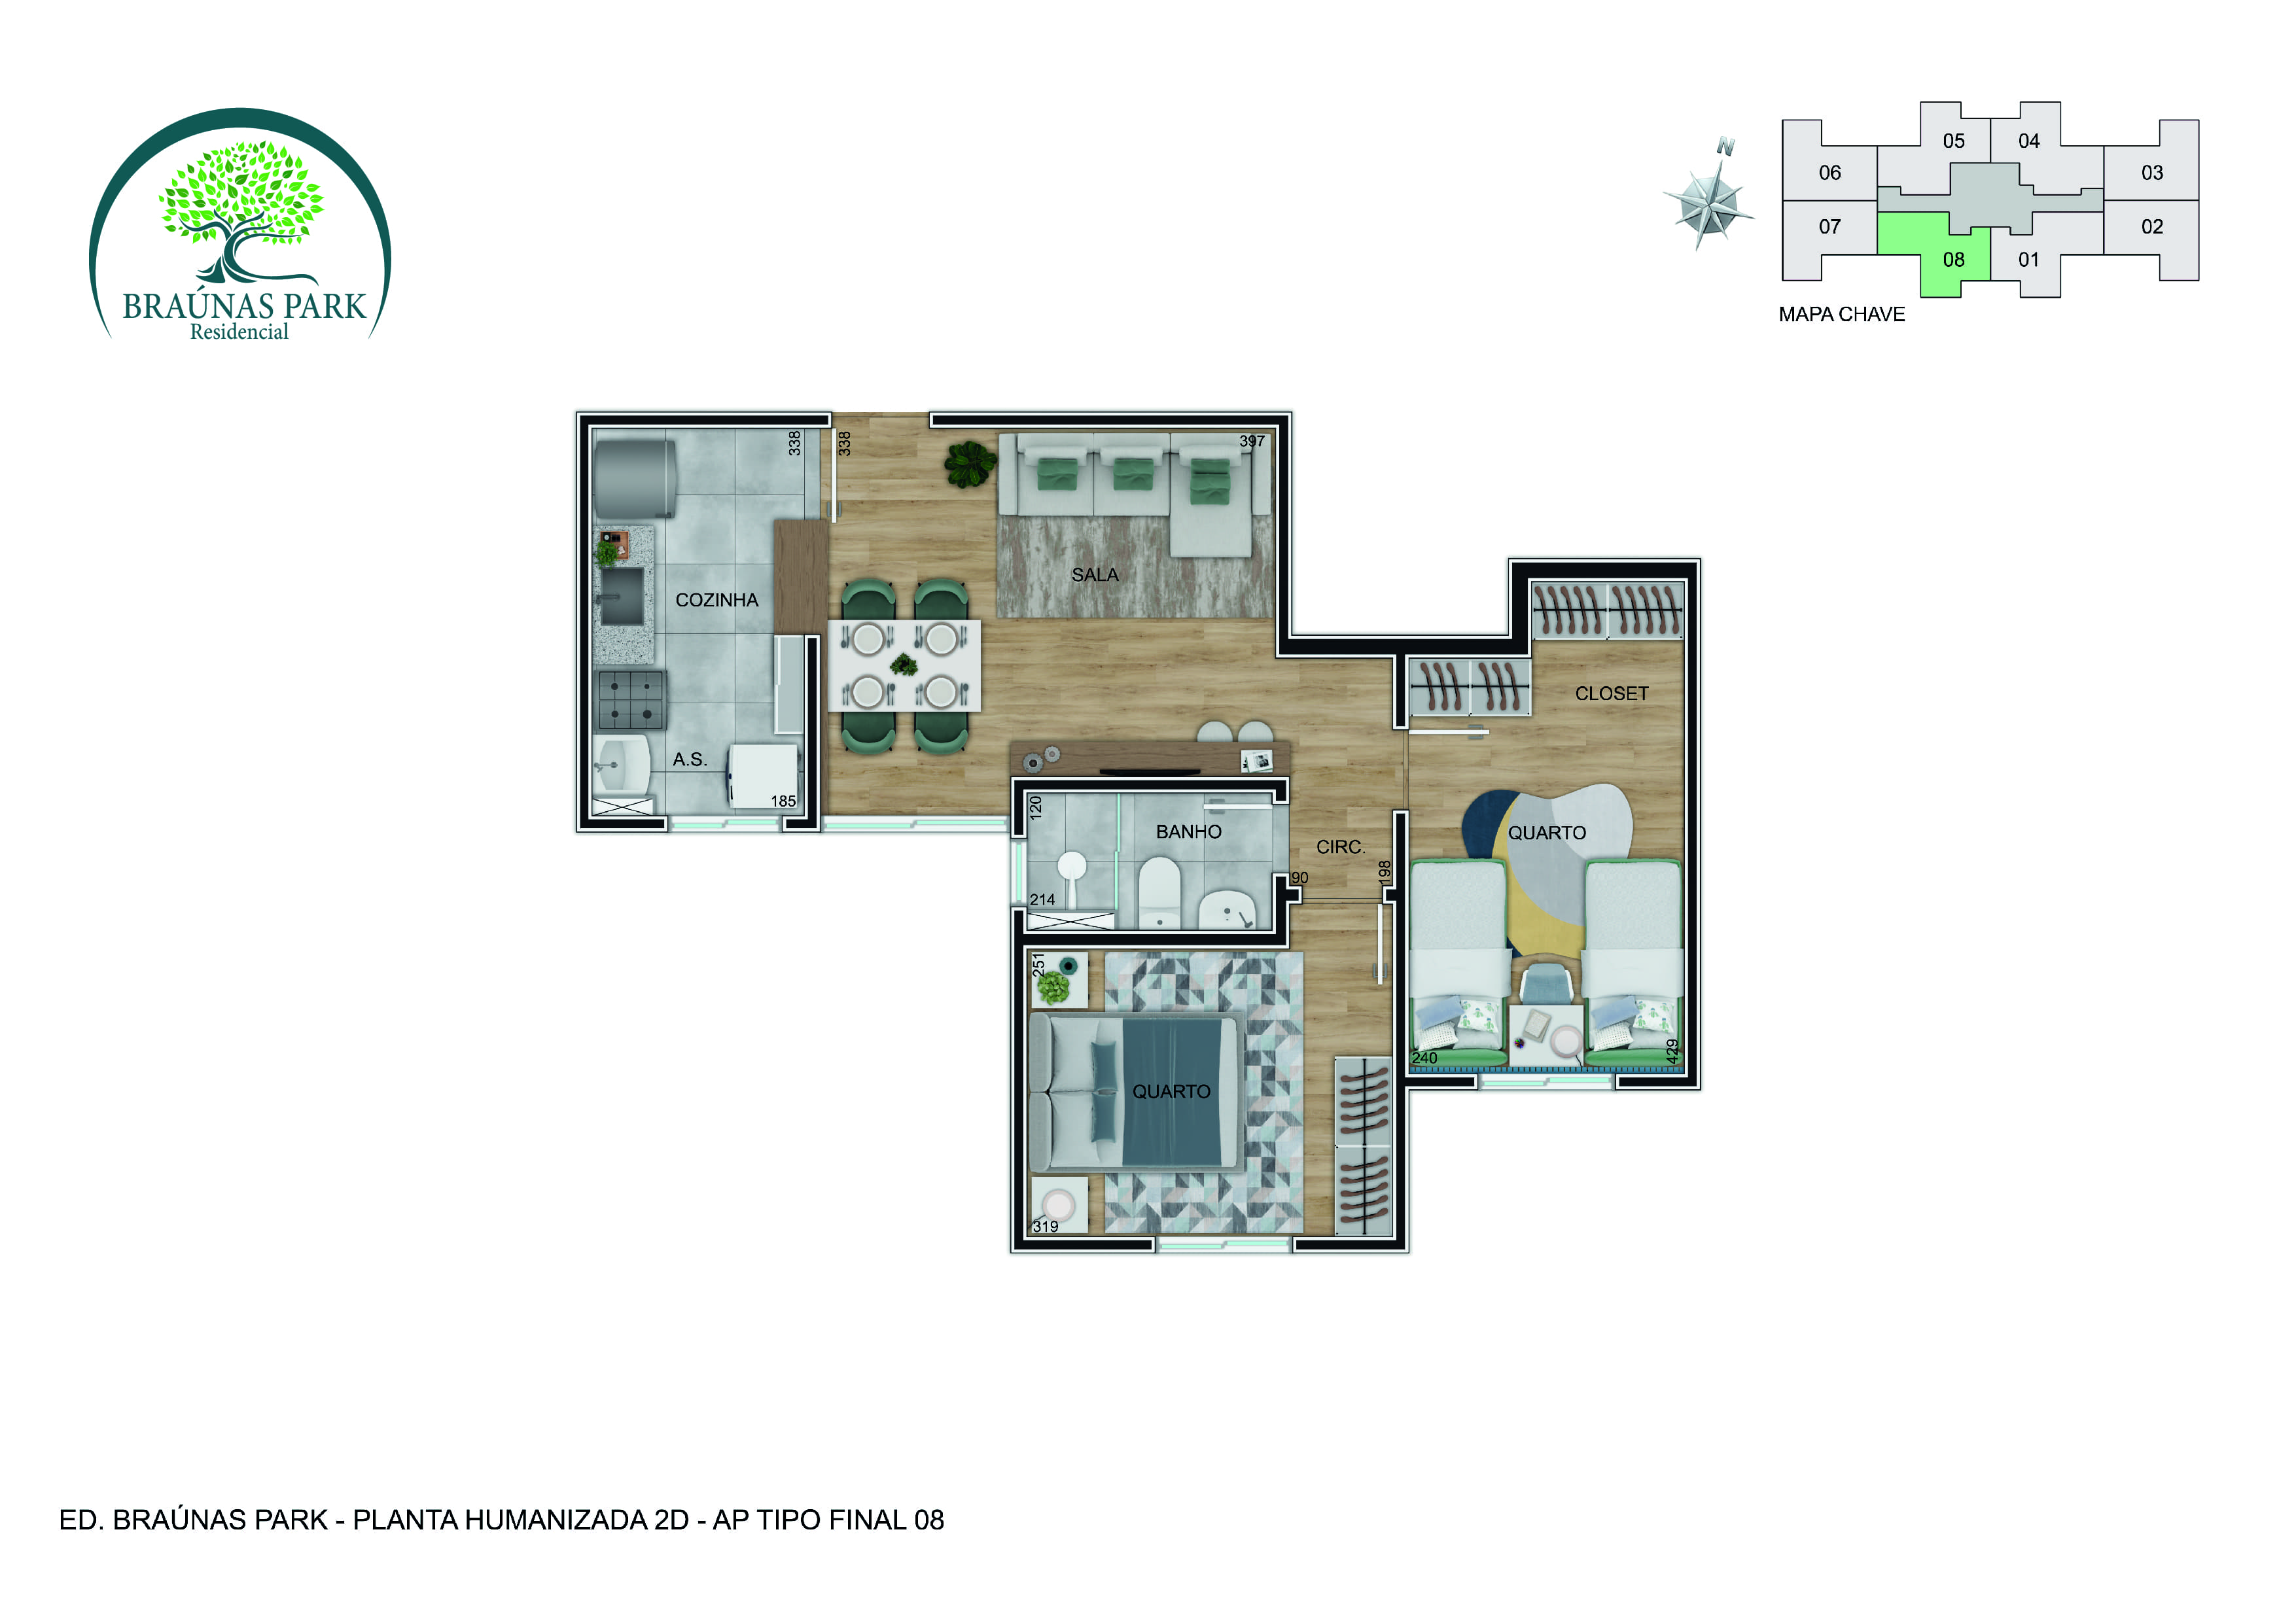 BRAÚNAS PARK
Residencial
N
05 04
06 03
07 02
08 01
MAPA CHAVE
338
338
397
SALA
COZINHA
CLOSET
A.S.
185
120
BANHO
QUARTO
CIRC.
198
90
214
251
240
429
QUARTO
319
ED. BRAÚNAS PARK - PLANTA HUMANIZADA 2D - AP TIPO FINAL 08